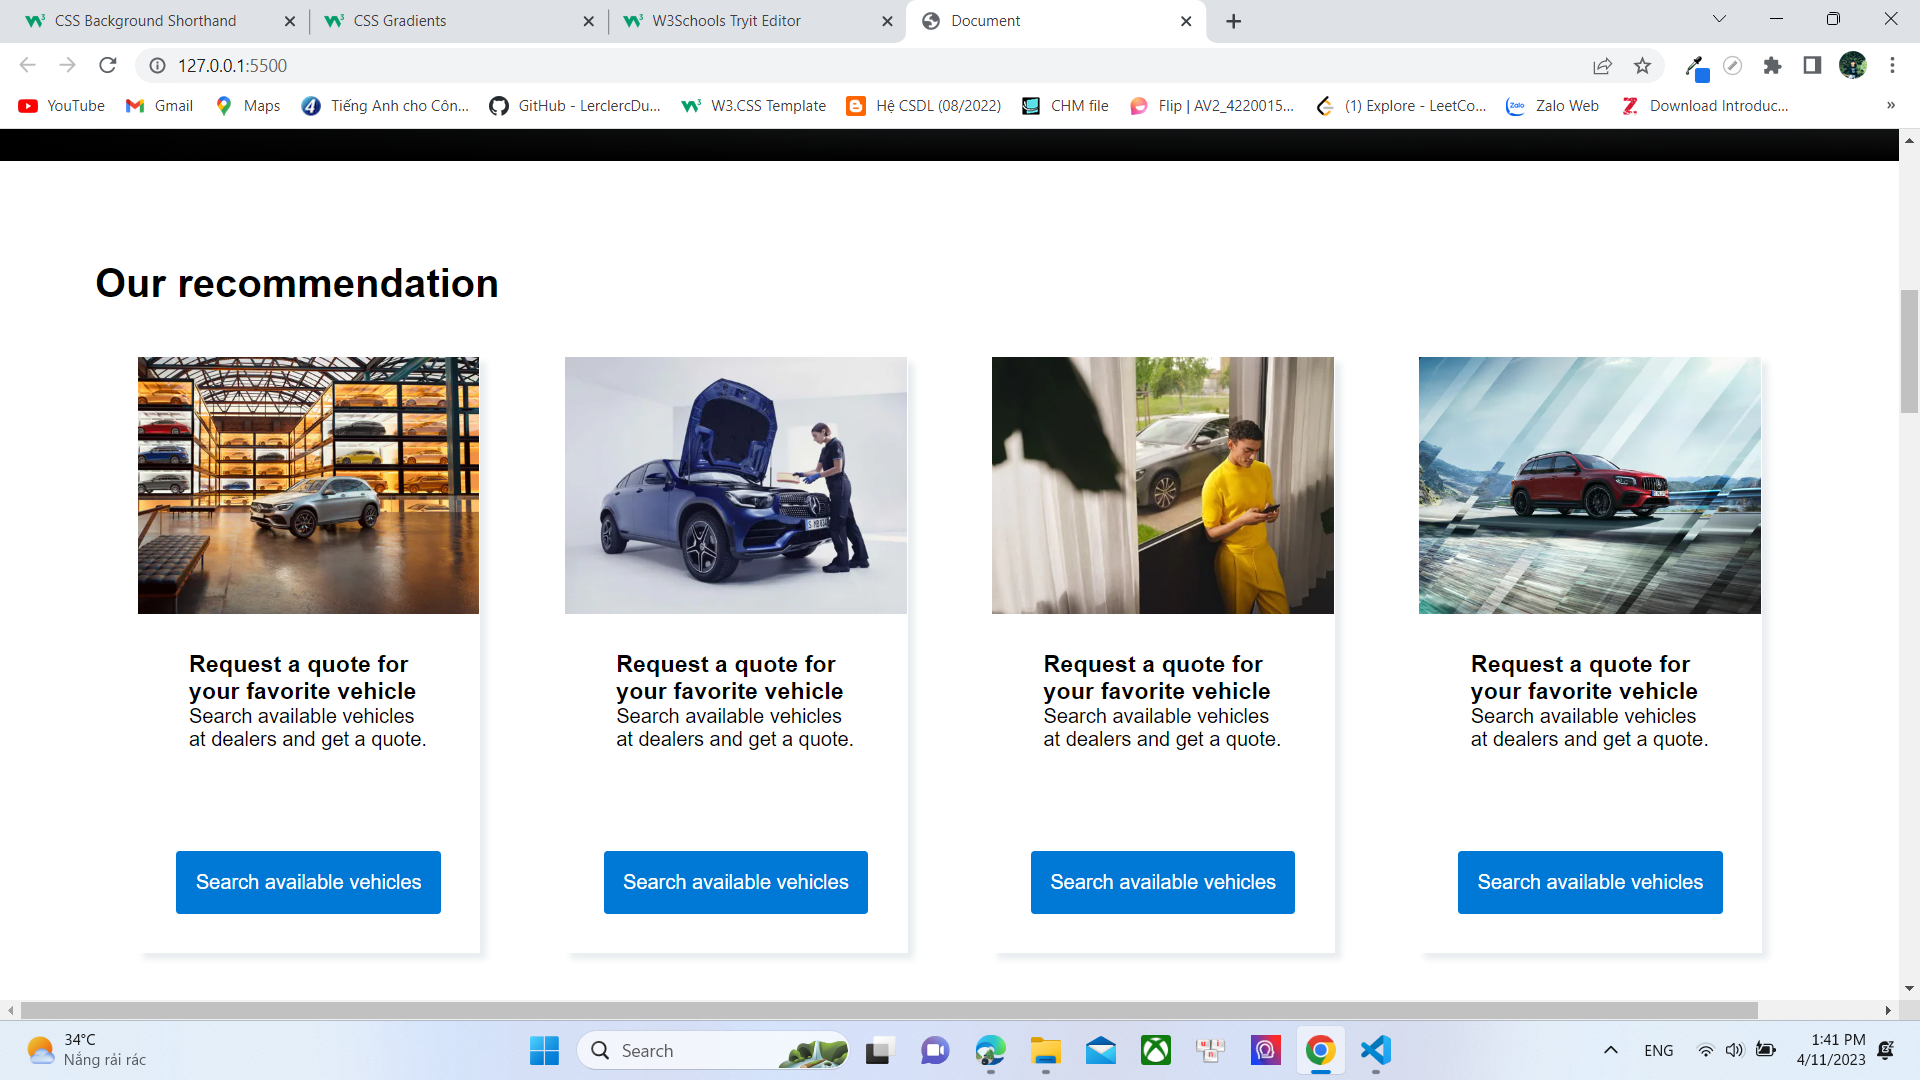 CSS Background Shorthand
CSS Gradients
W3Schools Tryit Editor
Document
127.0.0.1:5500
YouTube
Gmail
Maps
Tiếng Anh cho Côn...
GitHub - LerclercDu...
W3.CSS Template
Hệ CSDL (08/2022)
CHM file
Flip | AV2_4220015...
(1) Explore - LeetCo...
Zalo Web
Download Introduc...
»
Our recommendation
Request a quote for
your favorite vehicle
Search available vehicles
at dealers and get a quote.
Search available vehicles
Request a quote for
your favorite vehicle
Search available vehicles
at dealers and get a quote.
Search available vehicles
Request a quote for
your favorite vehicle
Search available vehicles
at dealers and get a quote.
Search available vehicles
Request a quote for
your favorite vehicle
Search available vehicles
at dealers and get a quote.
Search available vehicles
34°C
Nắng rải rác
Search
ENG
1:41 PM
4/11/2023